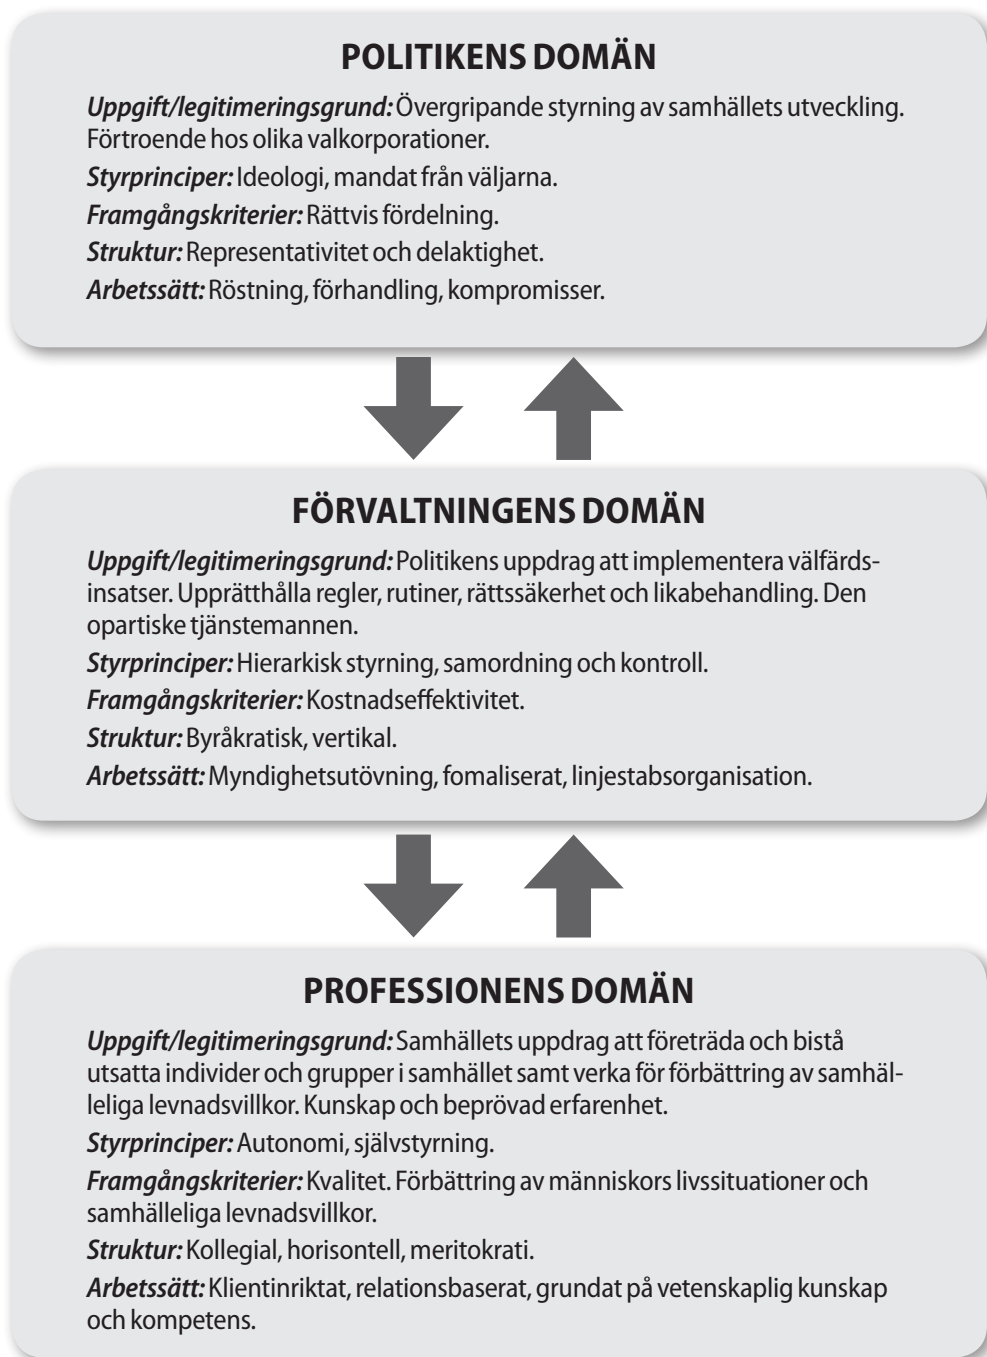 POLITIKENS DOMÄN
Uppgift/legitimeringsgrund: Övergripande styrning av samhällets utveckling.
Förtroende hos olika valkorporationer.
Styrprinciper: Ideologi, mandat från väljarna.
Framgångskriterier: Rättvis fördelning.
Struktur: Representativitet och delaktighet.
Arbetssätt: Röstning, förhandling, kompromisser.
FÖRVALTNINGENS DOMÄN
Uppgift/legitimeringsgrund: Politikens uppdrag att implementera välfärds-
insatser. Upprätthålla regler, rutiner, rättssäkerhet och likabehandling. Den
opartiske tjänstemannen.
Styrprinciper: Hierarkisk styrning, samordning och kontroll.
Framgångskriterier: Kostnadseffektivitet.
Struktur: Byråkratisk, vertikal.
Arbetssätt: Myndighetsutövning, fomaliserat, linjestabsorganisation.
PROFESSIONENS DOMÄN
Uppgift/legitimeringsgrund: Samhällets uppdrag att företräda och bistå
utsatta individer och grupper i samhället samt verka för förbättring av samhäl-
leliga levnadsvillkor. Kunskap och beprövad erfarenhet.
Styrprinciper: Autonomi, självstyrning.
Framgångskriterier: Kvalitet. Förbättring av människors livssituationer och
samhälleliga levnadsvillkor.
Struktur: Kollegial, horisontell, meritokrati.
Arbetssätt: Klientinriktat, relationsbaserat, grundat på vetenskaplig kunskap
och kompetens.